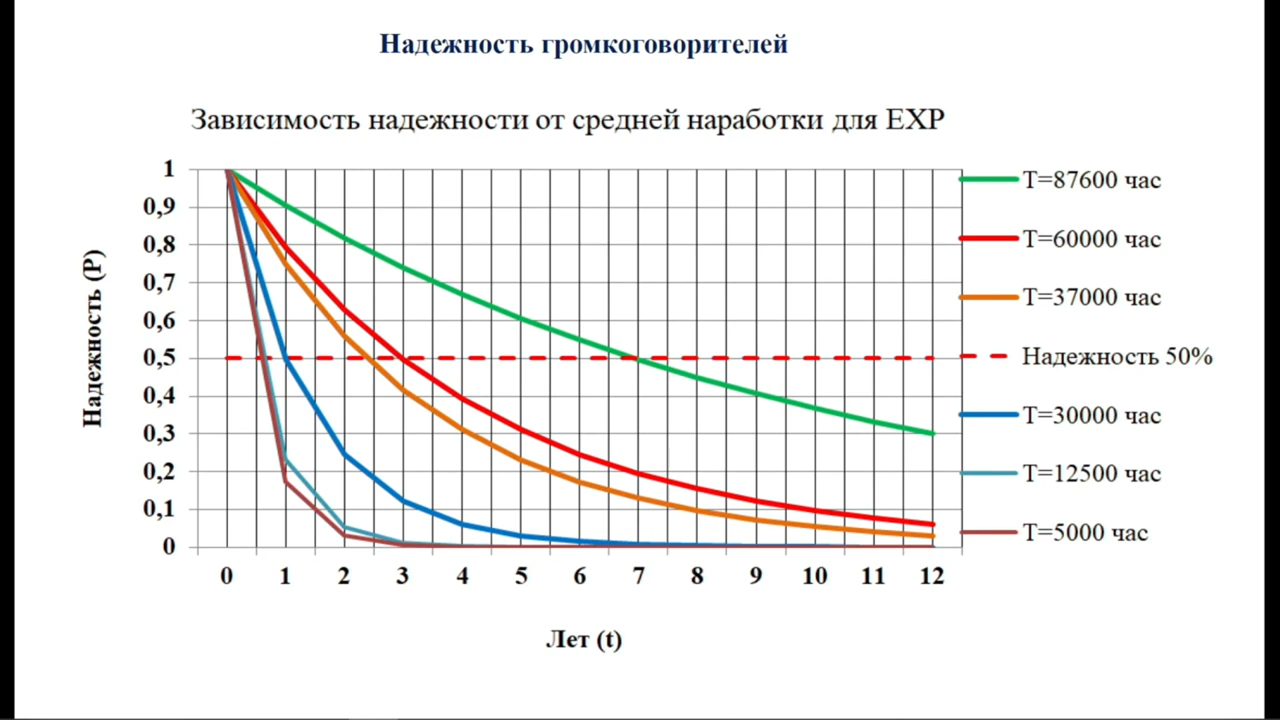 Надежность громкоговорителей
Зависимость надежности от средней наработки для EXP
Надежность (P)
1
0,9
0,8
0,7
0,6
0,5
0,4
0,3
0,2
0,1
0
0 1 2 3 4 5 6 7 8 9 10 11 12
Лет (t)
T=87600 час
T=60000 час
T=37000 час
Надежность 50%
T=30000 час
T=12500 час
T=5000 час